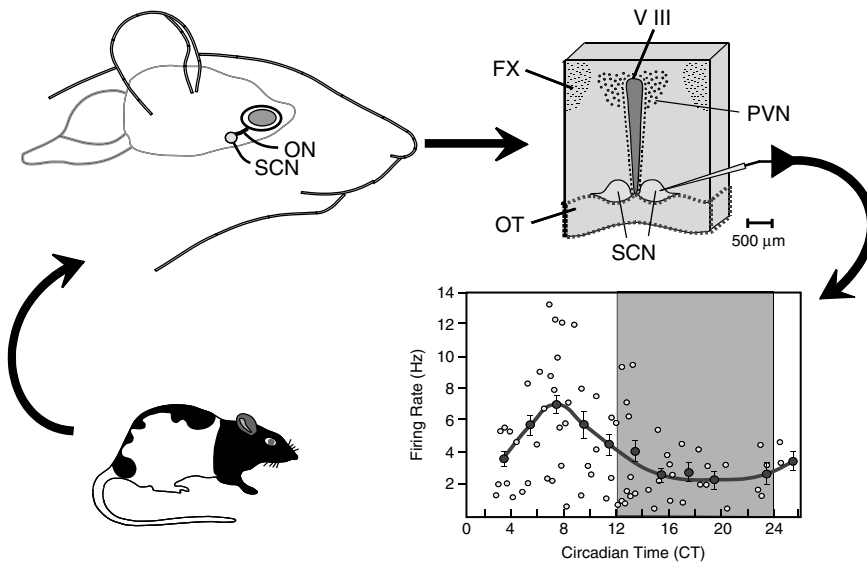 V III
FX
PVN
ON
SCN
OT
SCN
500 μm
14
12
10
8
6
4
2
Firing Rate (Hz)
0 4 8 12 16 20 24
Circadian Time (CT)